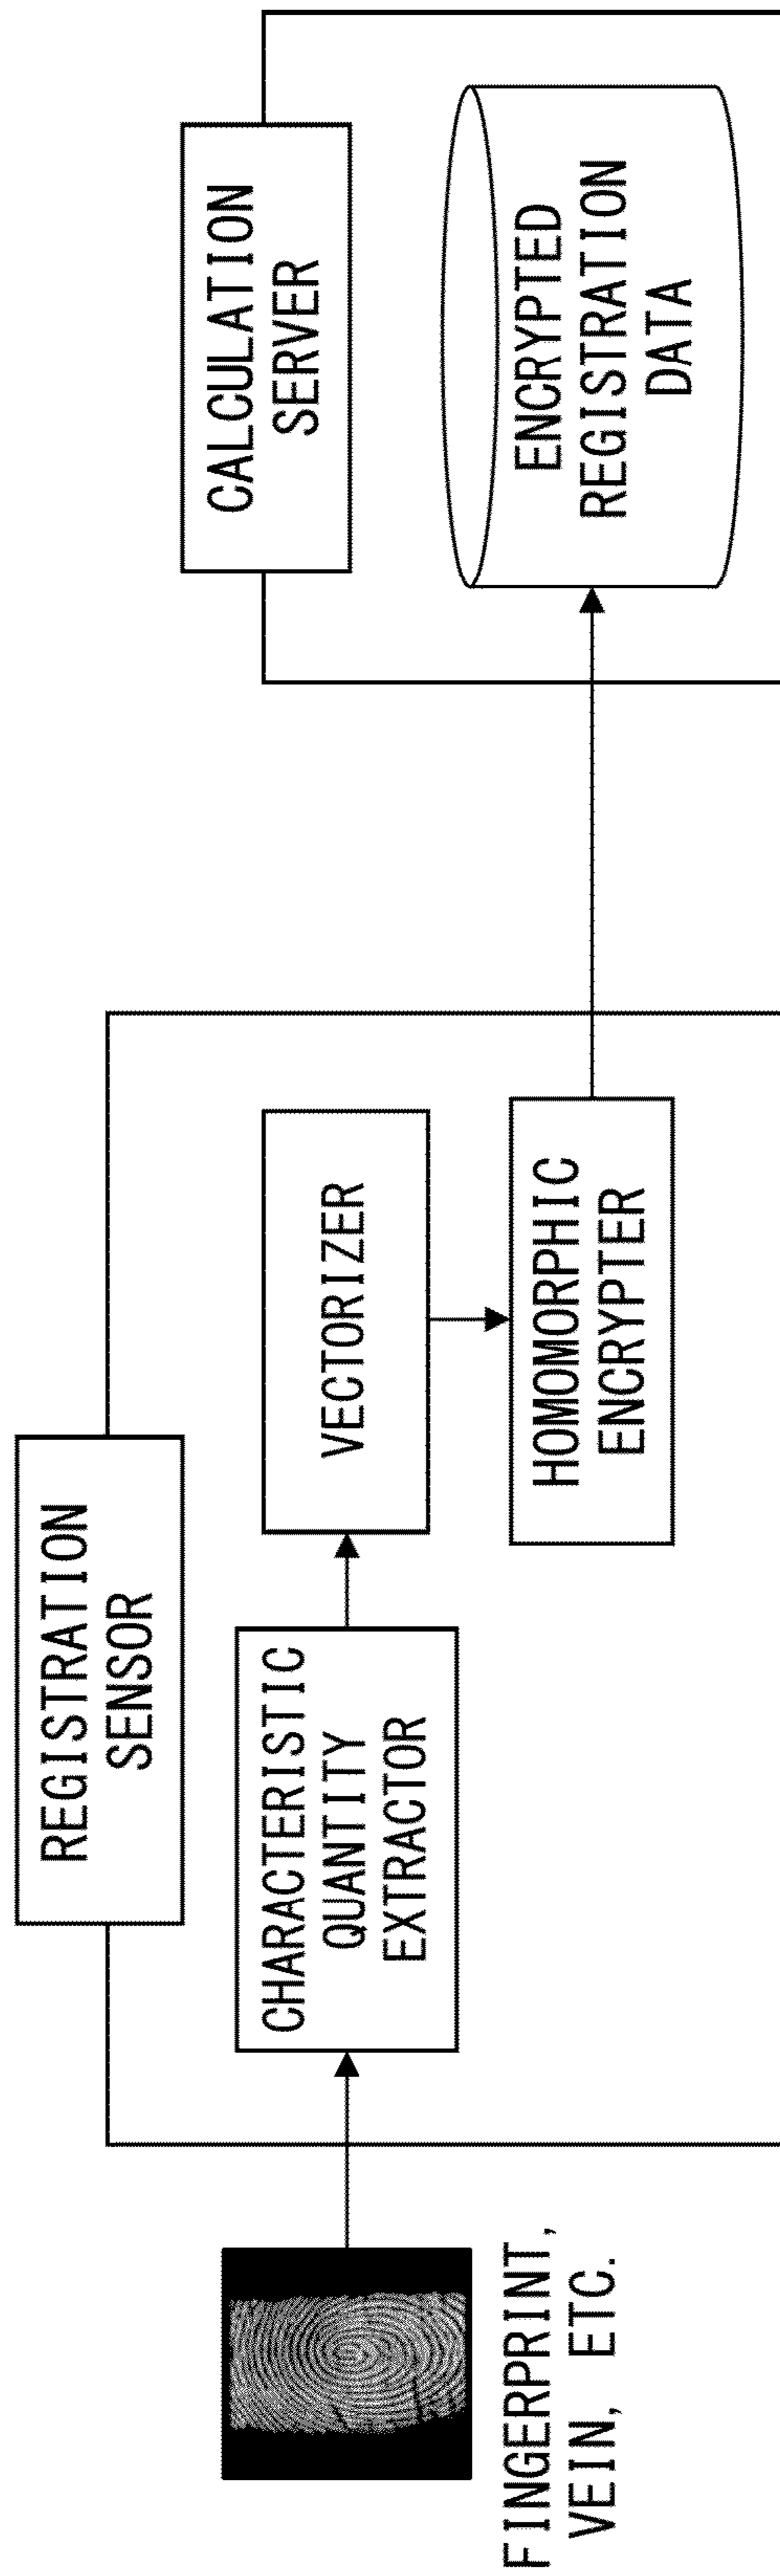 REGISTRATION
SENSOR
CALCULATION
SERVER
CHARACTERISTIC
QUANTITY
EXTRACTOR
VECTORIZER
HOMOMORPHIC
ENCRYPTER
ENCRYPTED
REGISTRATION
DATA
FINGERPRINT,
VEIN, ETC.